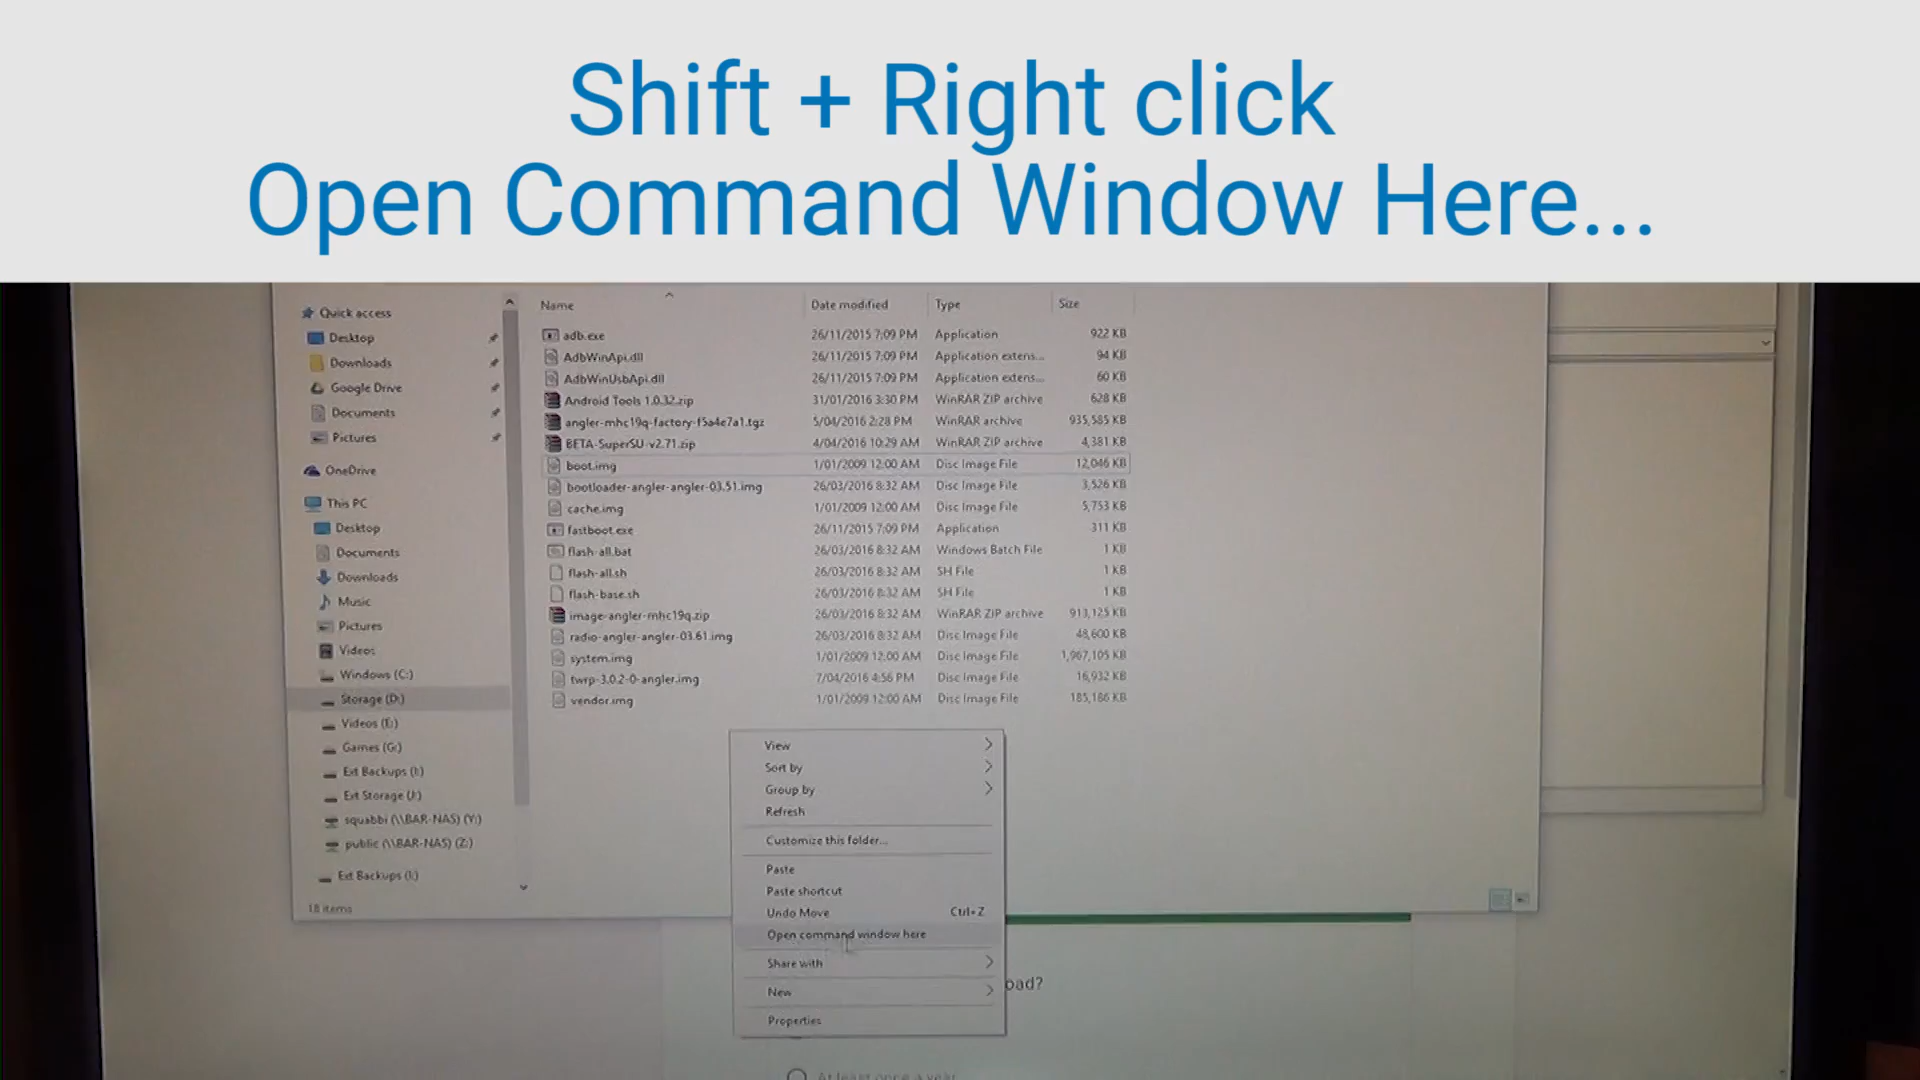 Shift + Right click
Open Command Window Here...
Name Date modified Type Size
Quick access
Desktop
Downloads
Google Drive
Documents
Pictures
OneDrive
This PC
Desktop
Documents
Downloads
Music
Pictures
Videos
Windows (C:)
Storage (D:)
Videos (E:)
Games (G:)
Ext Backups (I:)
Ext Storage (J:)
squabbi (\\BAR-NAS) (Y:)
public (\\BAR-NAS) (Z:)
Ext Backups (I:)
18 items
adb.exe 26/11/2015 7:09 PM Application 922 KB
AdbWinApi.dll 26/11/2015 7:09 PM Application extens... 94 KB
AdbWinUsbApi.dll 26/11/2015 7:09 PM Application extens... 60 KB
Android Tools 1.0.32.zip 31/01/2016 3:30 PM WinRAR ZIP archive 628 KB
angler-mhc19q-factory-f5a4e7a1.tgz 5/04/2016 2:28 PM WinRAR archive 935,585 KB
BETA-SuperSU-v2.71.zip 4/04/2016 10:29 AM WinRAR ZIP archive 4,381 KB
boot.img 1/01/2009 12:00 AM Disc Image File 12,046 KB
bootloader-angler-angler-03.51.img 26/03/2016 8:32 AM Disc Image File 3,526 KB
cache.img 1/01/2009 12:00 AM Disc Image File 5,753 KB
fastboot.exe 26/11/2015 7:09 PM Application 311 KB
flash-all.bat 26/03/2016 8:32 AM Windows Batch File 1 KB
flash-all.sh 26/03/2016 8:32 AM SH File 1 KB
flash-base.sh 26/03/2016 8:32 AM SH File 1 KB
image-angler-mhc19q.zip 26/03/2016 8:32 AM WinRAR ZIP archive 913,125 KB
radio-angler-angler-03.61.img 26/03/2016 8:32 AM Disc Image File 48,600 KB
system.img 1/01/2009 12:00 AM Disc Image File 1,967,105 KB
twrp-3.0.2-0-angler.img 7/04/2016 4:56 PM Disc Image File 16,932 KB
vendor.img 1/01/2009 12:00 AM Disc Image File 185,186 KB
View
Sort by
Group by
Refresh
Customize this folder...
Paste
Paste shortcut
Undo Move Ctrl+Z
Open command window here
Share with
New
Properties
oad?
At least once a year